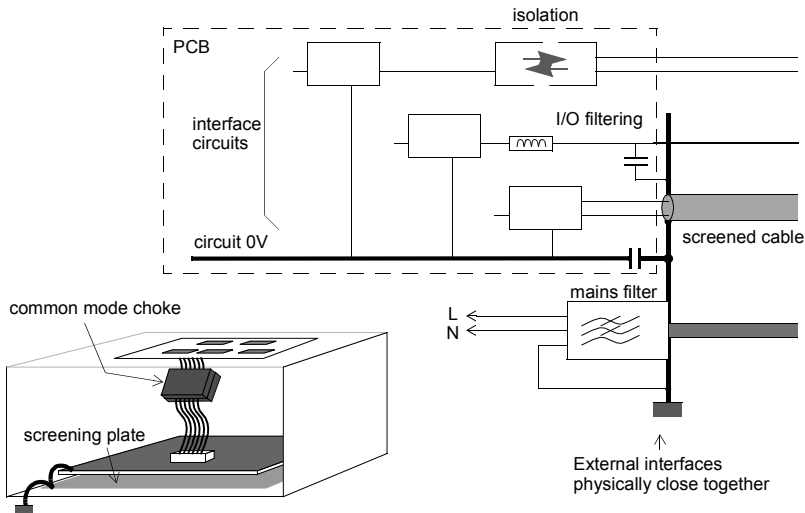 isolation
PCB
interface
circuits
I/O filtering
circuit 0V
screened cable
mains filter
L
N
common mode choke
screening plate
External interfaces
physically close together